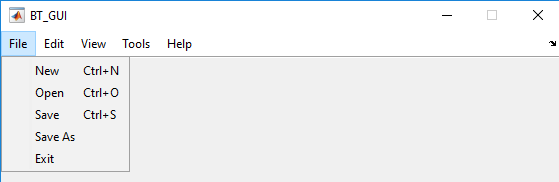 BT_GUI
File Edit View Tools Help
New Ctrl+N
Open Ctrl+O
Save Ctrl+S
Save As
Exit